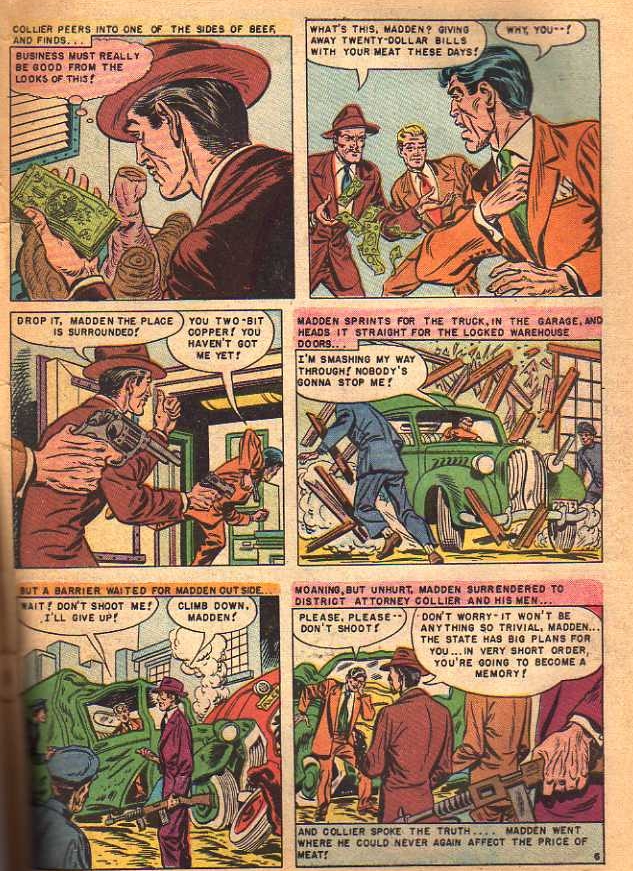 COLLIER PEERS INTO ONE OF THE SIDES OF BEEF,
AND FINDS...
BUSINESS MUST REALLY
BE GOOD FROM THE
LOOKS OF THIS!
WHAT'S THIS, MADDEN? GIVING
AWAY TWENTY-DOLLAR BILLS
WITH YOUR MEAT THESE DAYS!
WHY, YOU--!
DROP IT, MADDEN THE PLACE
IS SURROUNDED!
YOU TWO-BIT
COPPER! YOU
HAVEN'T GOT
ME YET!
MADDEN SPRINTS FOR THE TRUCK, IN THE GARAGE, AND
HEADS IT STRAIGHT FOR THE LOCKED WAREHOUSE
DOORS...
I'M SMASHING MY WAY
THROUGH! NOBODY'S
GONNA STOP ME!
BUT A BARRIER WAITED FOR MADDEN OUTSIDE...
WAIT! DON'T SHOOT ME!
I'LL GIVE UP!
CLIMB DOWN,
MADDEN!
MOANING, BUT UNHURT, MADDEN SURRENDERED TO
DISTRICT ATTORNEY COLLIER AND HIS MEN...
PLEASE, PLEASE--
DON'T SHOOT!
DON'T WORRY-IT WON'T BE
ANYTHING SO TRIVIAL, MADDEN...
THE STATE HAS BIG PLANS FOR
YOU...IN VERY SHORT ORDER,
YOU'RE GOING TO BECOME A
MEMORY!
AND COLLIER SPOKE THE TRUTH.... MADDEN WENT
WHERE HE COULD NEVER AGAIN AFFECT THE PRICE OF
MEAT!
6